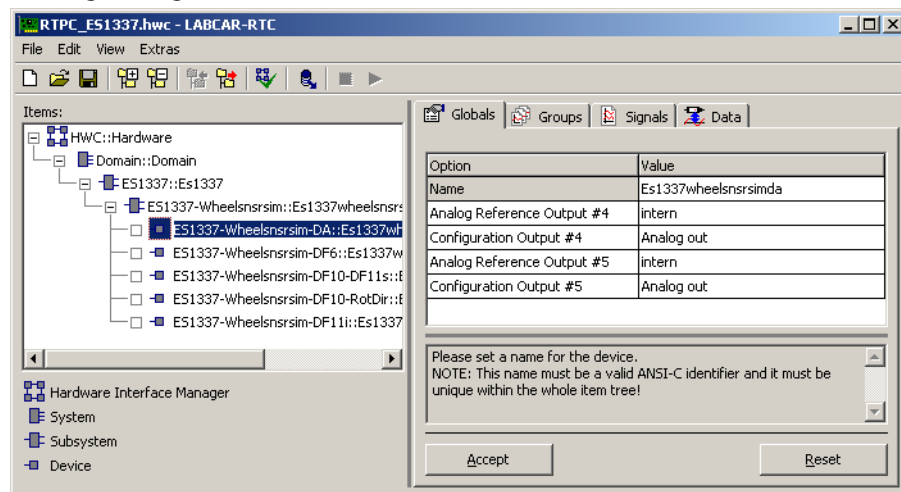 RTPC_ES1337.hwc - LABCAR-RTC
File Edit View Extras
Items:
HWC::Hardware
Domain::Domain
ES1337::Es1337
ES1337-Wheelsnsrsim::Es1337wheelsnsrs
ES1337-Wheelsnsrsim-DA::Es1337wh
ES1337-Wheelsnsrsim-DF6::Es1337w
ES1337-Wheelsnsrsim-DF10-DF11s::E
ES1337-Wheelsnsrsim-DF10-RotDir::E
ES1337-Wheelsnsrsim-DF11i::Es1337
Hardware Interface Manager
System
Subsystem
Device
Globals Groups Signals Data
Option Value
Name Es1337wheelsnsrsimda
Analog Reference Output #4 intern
Configuration Output #4 Analog out
Analog Reference Output #5 intern
Configuration Output #5 Analog out
Please set a name for the device.
NOTE: This name must be a valid ANSI-C identifier and it must be
unique within the whole item tree!
Accept Reset